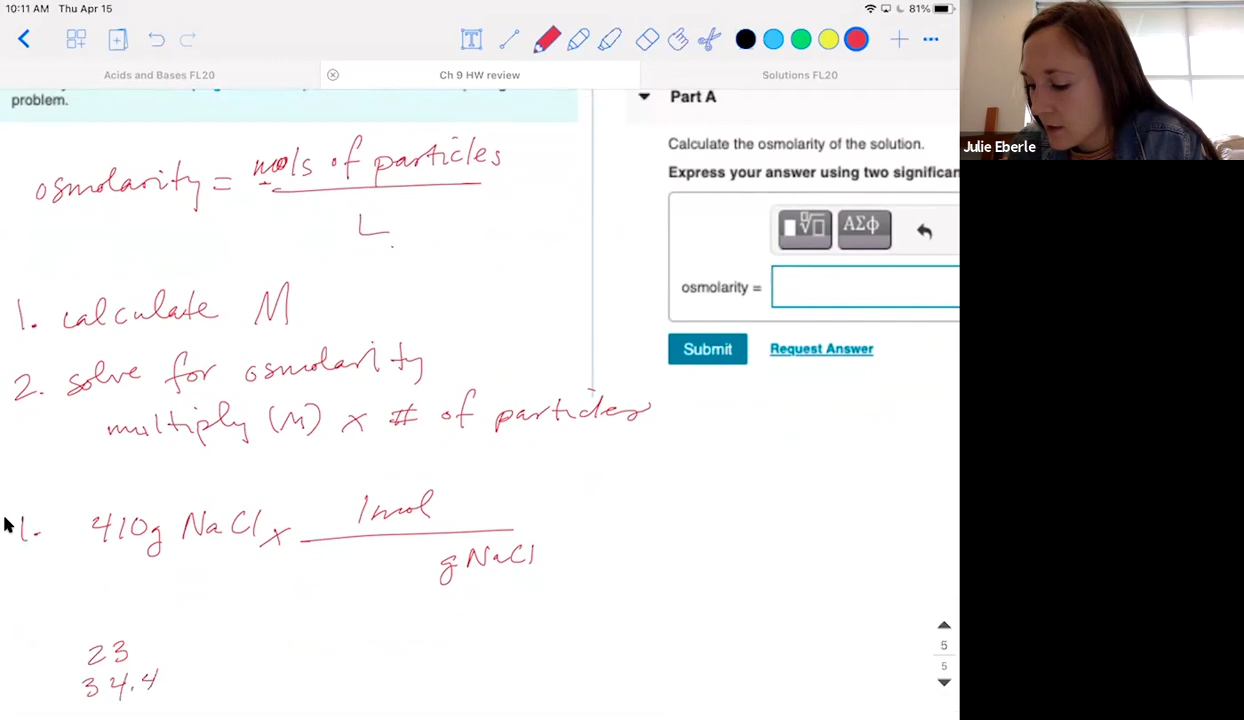 10:11 AM Thu Apr 15
81%
Acids and Bases FL20
Ch 9 HW review
Solutions FL20
problem.
osmolarity = mols of particles
L
1. calculate M
2. solve for osmolarity
multiply (M) x # of particles
1. 410g NaCl x 1mol
g NaCl
23
34.4
Part A
Calculate the osmolarity of the solution.
Express your answer using two significan
ΑΣφ
osmolarity =
Submit
Request Answer
5
5
Julie Eberle